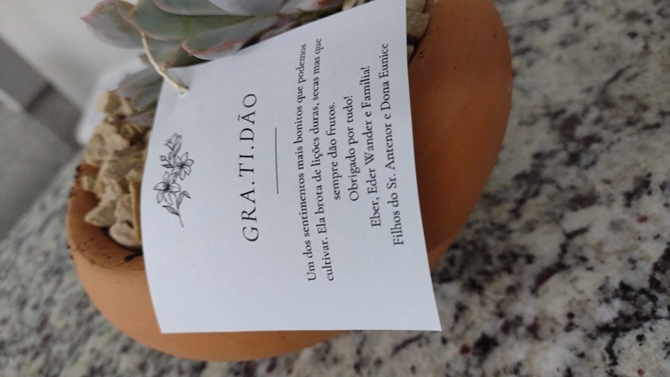 GRA.TI.DÃO
Um dos sentimentos mais bonitos que podemos
cultivar. Ela brota de lições duras, secas mas que
sempre dão frutos.
Obrigado por tudo!
Eber, Eder Wander e Família!
Filhos do Sr. Antenor e Dona Eunice